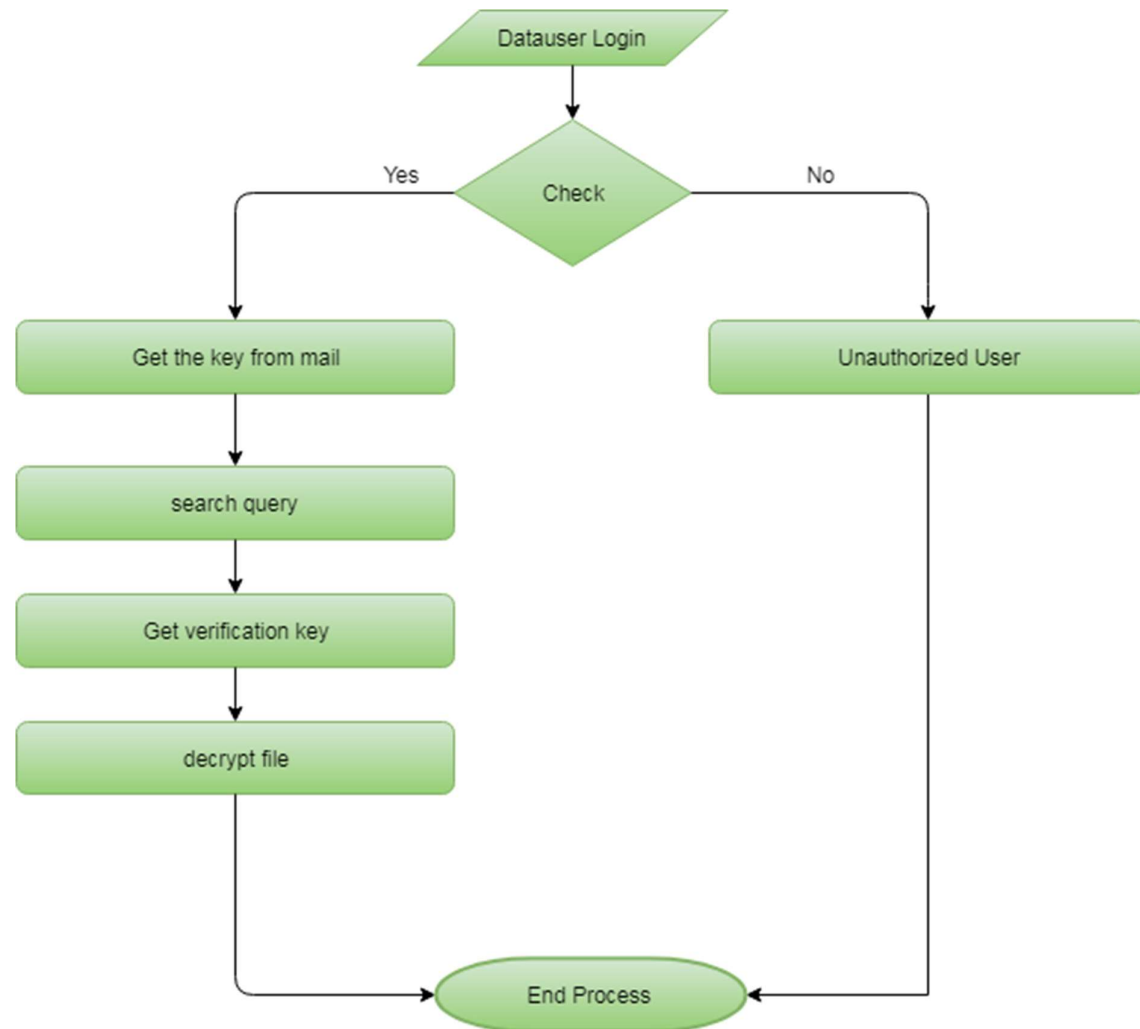 Datauser Login
Check
Yes
No
Get the key from mail
Unauthorized User
search query
Get verification key
decrypt file
End Process